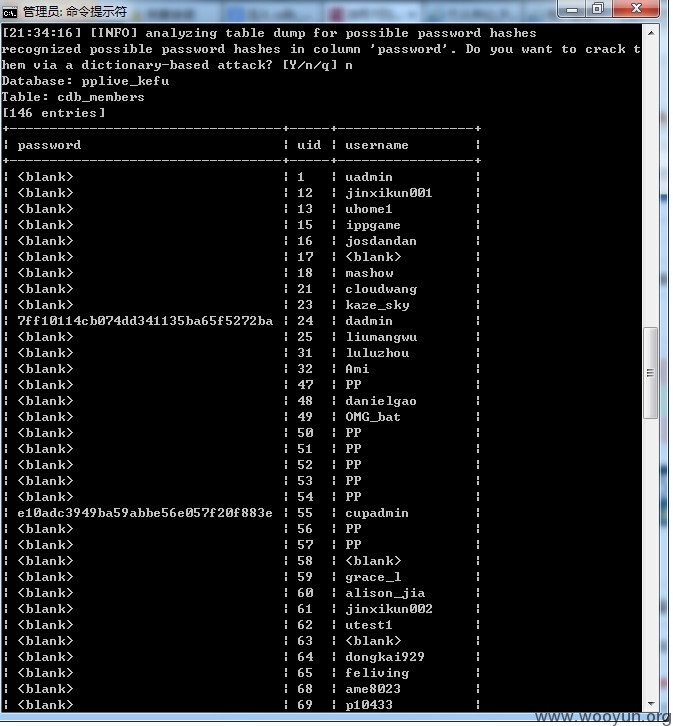 管理员: 命令提示符
[21:34:16] [INFO] analyzing table dump for possible password hashes
recognized possible password hashes in column 'password'. Do you want to crack t
hem via a dictionary-based attack? [Y/n/q] n
Database: pplive_kefu
Table: cdb_members
[146 entries]
+----------------------------------+-----+------------------+
¦ password ¦ uid ¦ username ¦
+----------------------------------+-----+------------------+
¦ <blank> ¦ 1 ¦ uadmin ¦
¦ <blank> ¦ 12 ¦ jinxikun001 ¦
¦ <blank> ¦ 13 ¦ uhome1 ¦
¦ <blank> ¦ 15 ¦ ippgame ¦
¦ <blank> ¦ 16 ¦ josdandan ¦
¦ <blank> ¦ 17 ¦ <blank> ¦
¦ <blank> ¦ 18 ¦ mashow ¦
¦ <blank> ¦ 21 ¦ cloudwang ¦
¦ <blank> ¦ 23 ¦ kaze_sky ¦
¦ 7ff10114cb074dd341135ba65f5272ba ¦ 24 ¦ dadmin ¦
¦ <blank> ¦ 25 ¦ liumangwu ¦
¦ <blank> ¦ 31 ¦ luluzhou ¦
¦ <blank> ¦ 32 ¦ Ami ¦
¦ <blank> ¦ 47 ¦ PP ¦
¦ <blank> ¦ 48 ¦ danielgao ¦
¦ <blank> ¦ 49 ¦ OMG_bat ¦
¦ <blank> ¦ 50 ¦ PP ¦
¦ <blank> ¦ 51 ¦ PP ¦
¦ <blank> ¦ 52 ¦ PP ¦
¦ <blank> ¦ 53 ¦ PP ¦
¦ <blank> ¦ 54 ¦ PP ¦
¦ e10adc3949ba59abbe56e057f20f883e ¦ 55 ¦ cupadmin ¦
¦ <blank> ¦ 56 ¦ PP ¦
¦ <blank> ¦ 57 ¦ PP ¦
¦ <blank> ¦ 58 ¦ <blank> ¦
¦ <blank> ¦ 59 ¦ grace_l ¦
¦ <blank> ¦ 60 ¦ alison_jia ¦
¦ <blank> ¦ 61 ¦ jinxikun002 ¦
¦ <blank> ¦ 62 ¦ utest1 ¦
¦ <blank> ¦ 63 ¦ <blank> ¦
¦ <blank> ¦ 64 ¦ dongkai929 ¦
¦ <blank> ¦ 65 ¦ feliving ¦
¦ <blank> ¦ 68 ¦ ame8023 ¦
¦ <blank> ¦ 69 ¦ p10433 ¦
www.wooyun.org